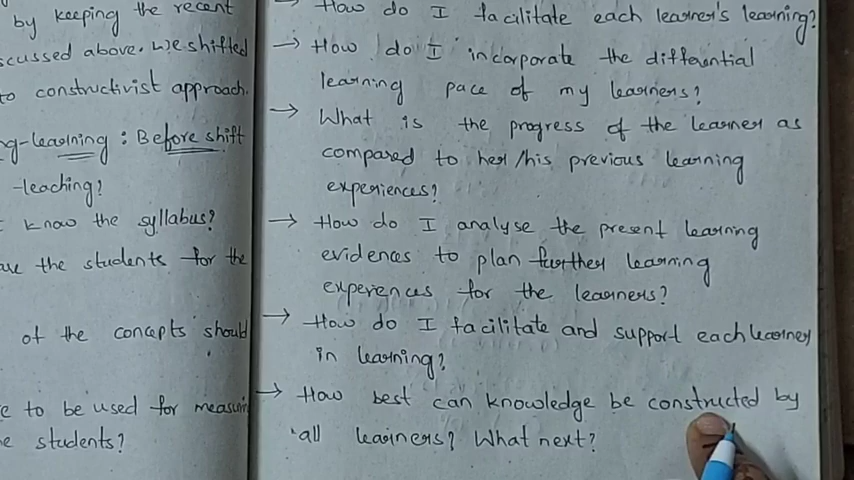 by keeping the recent
scussed above. We shifted
to constructivist approach.
ng-learning : Before shift
-leaching?
I know the syllabus?
are the students for the
of the concepts should
e to be used for measurin
e students?
→ How do I facilitate each learner's learning?
→ How do I incorporate the differential
learning pace of my learners?
→ What is the progress of the learner as
compared to her/his previous learning
experiences?
→ How do I analyse the present learning
evidences to plan further learning
experences for the learners?
→ How do I facilitate and support each learner
in learning?
→ How best can knowledge be constructed by
all learners? What next?